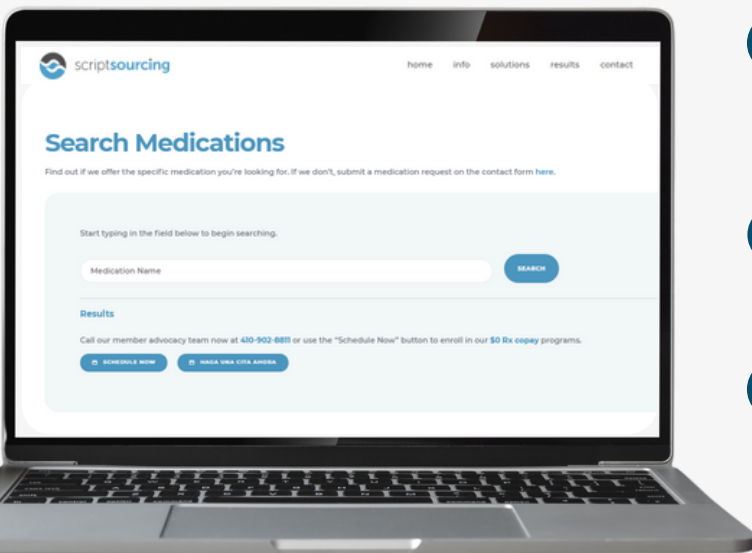 scriptsourcing
home info solutions results contact
Search Medications
Find out if we offer the specific medication you're looking for. If we don't, submit a medication request on the contact form here.
Start typing in the field below to begin searching.
Medication Name
SEARCH
Results
Call our member advocacy team now at 410-902-8811 or use the "Schedule Now" button to enroll in our $0 Rx copay programs.
SCHEDULE NOW HAGA UNA CITA AHORA